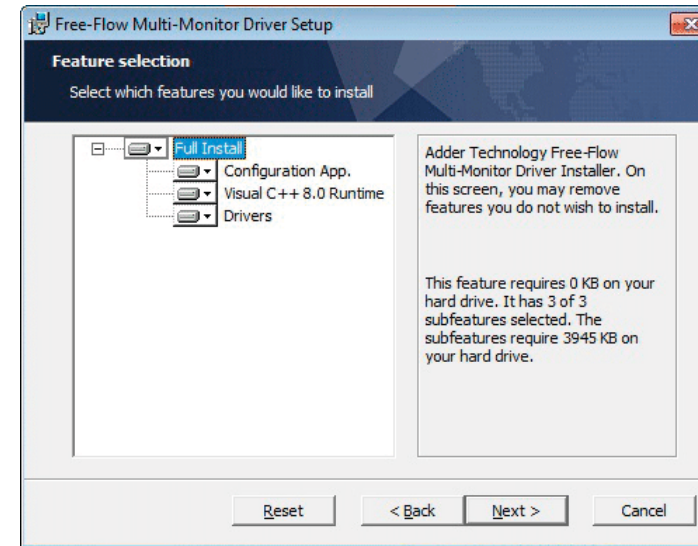 Free-Flow Multi-Monitor Driver Setup
Feature selection
Select which features you would like to install
Full Install
Configuration App.
Visual C++ 8.0 Runtime
Drivers
Adder Technology Free-Flow
Multi-Monitor Driver Installer. On
this screen, you may remove
features you do not wish to install.
This feature requires 0 KB on your
hard drive. It has 3 of 3
subfeatures selected. The
subfeatures require 3945 KB on
your hard drive.
Reset
< Back
Next >
Cancel